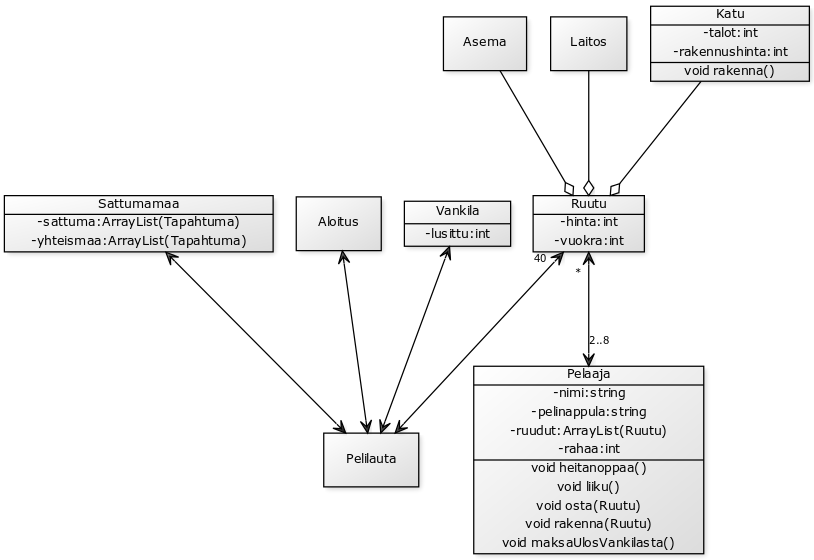 Katu
-talot:int
-rakennushinta:int
void rakenna()
Asema
Laitos
Sattumamaa
-sattuma:ArrayList(Tapahtuma)
-yhteismaa:ArrayList(Tapahtuma)
Aloitus
Vankila
-lusittu:int
Ruutu
-hinta:int
-vuokra:int
40
*
2..8
Pelaaja
-nimi:string
-pelinappula:string
-ruudut:ArrayList(Ruutu)
-rahaa:int
void heitanoppaa()
void liiku()
void osta(Ruutu)
void rakenna(Ruutu)
void maksaUlosVankilasta()
Pelilauta